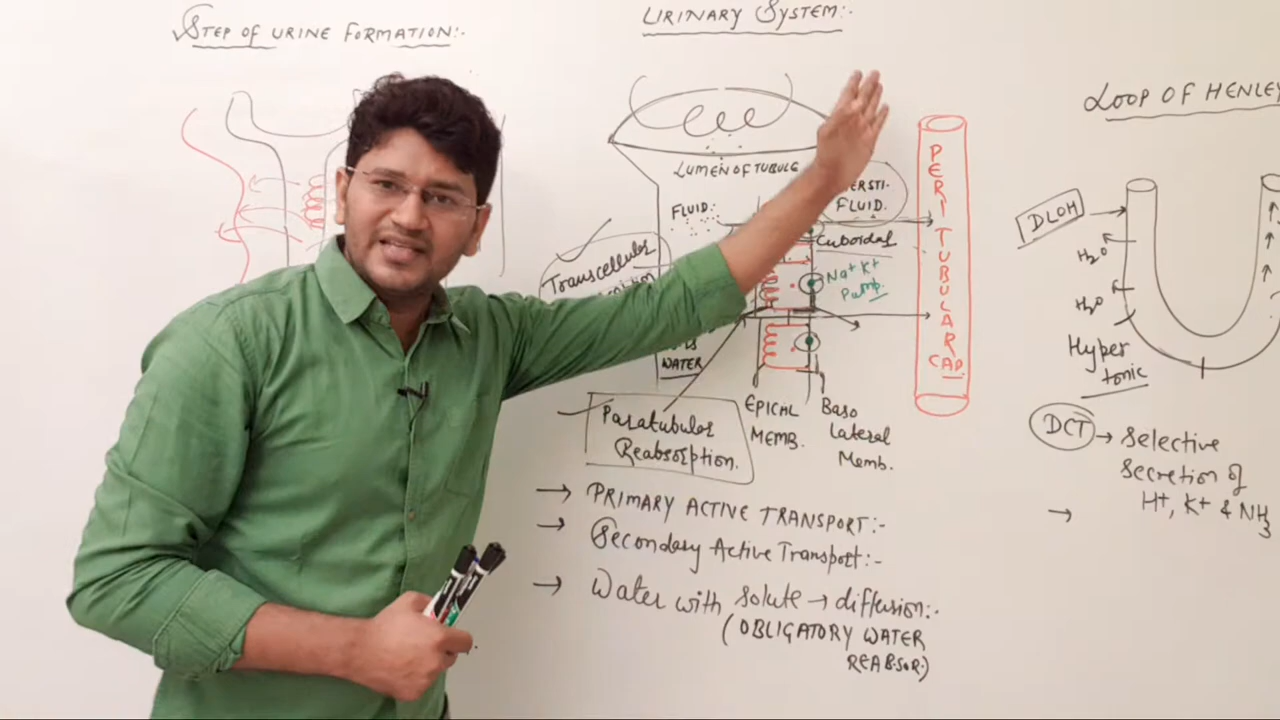 STEP OF URINE FORMATION:-
URINARY SYSTEM:-
LUMEN OF TUBULE
FLUID:
FLUID.
Cuboidal
Transcellular
Na+ K+
Pump.
WATER
Paratubular
Reabsorption.
EPICAL
MEMB.
Baso
lateral
Memb.
PERI TUBULAR
CAP.
→ PRIMARY ACTIVE TRANSPORT:-
→ Secondary Active Transport:-
→ Water with solute → diffusion:-
(OBLIGATORY WATER
REABSOR.)
LOOP OF HENLE
DLOH
H2O
H2O
Hyper
tonic
DCT → Selective
Secretion of
H+, K+ & NH3
→